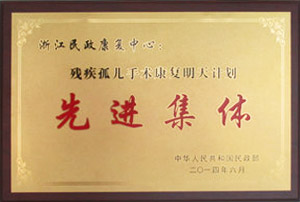 浙江民政康复中心：
残疾孤儿手术康复明天计划
先进集体
中华人民共和国民政部
二〇一四年六月